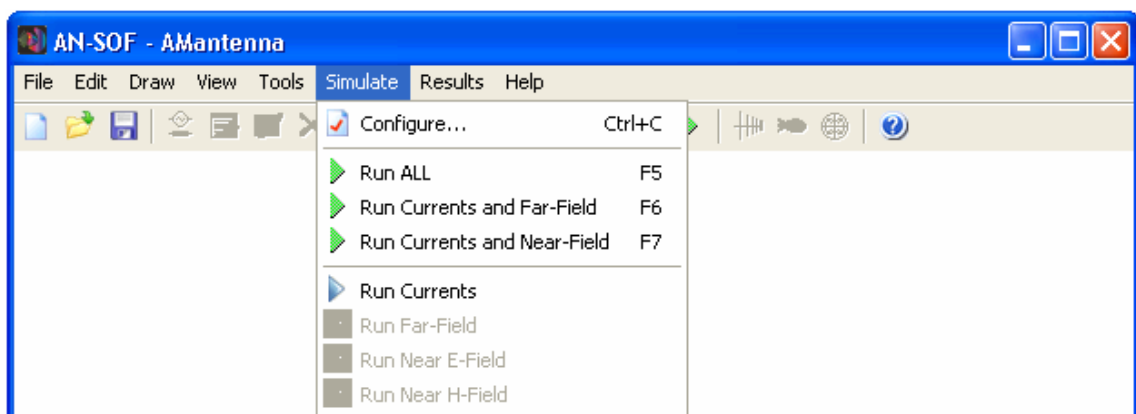 AN-SOF - AMantenna
File Edit Draw View Tools Simulate Results Help
Configure... Ctrl+C
Run ALL F5
Run Currents and Far-Field F6
Run Currents and Near-Field F7
Run Currents
Run Far-Field
Run Near E-Field
Run Near H-Field